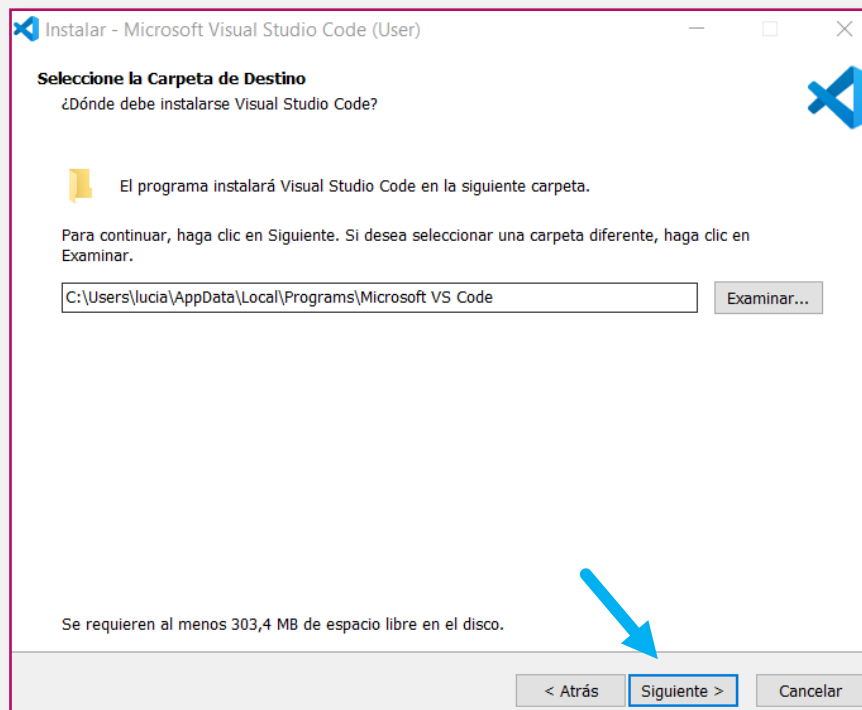 Instalar - Microsoft Visual Studio Code (User)
Seleccione la Carpeta de Destino
¿Dónde debe instalarse Visual Studio Code?
El programa instalará Visual Studio Code en la siguiente carpeta.
Para continuar, haga clic en Siguiente. Si desea seleccionar una carpeta diferente, haga clic en
Examinar.
C:\Users\lucia\AppData\Local\Programs\Microsoft VS Code
Examinar...
Se requieren al menos 303,4 MB de espacio libre en el disco.
< Atrás
Siguiente >
Cancelar